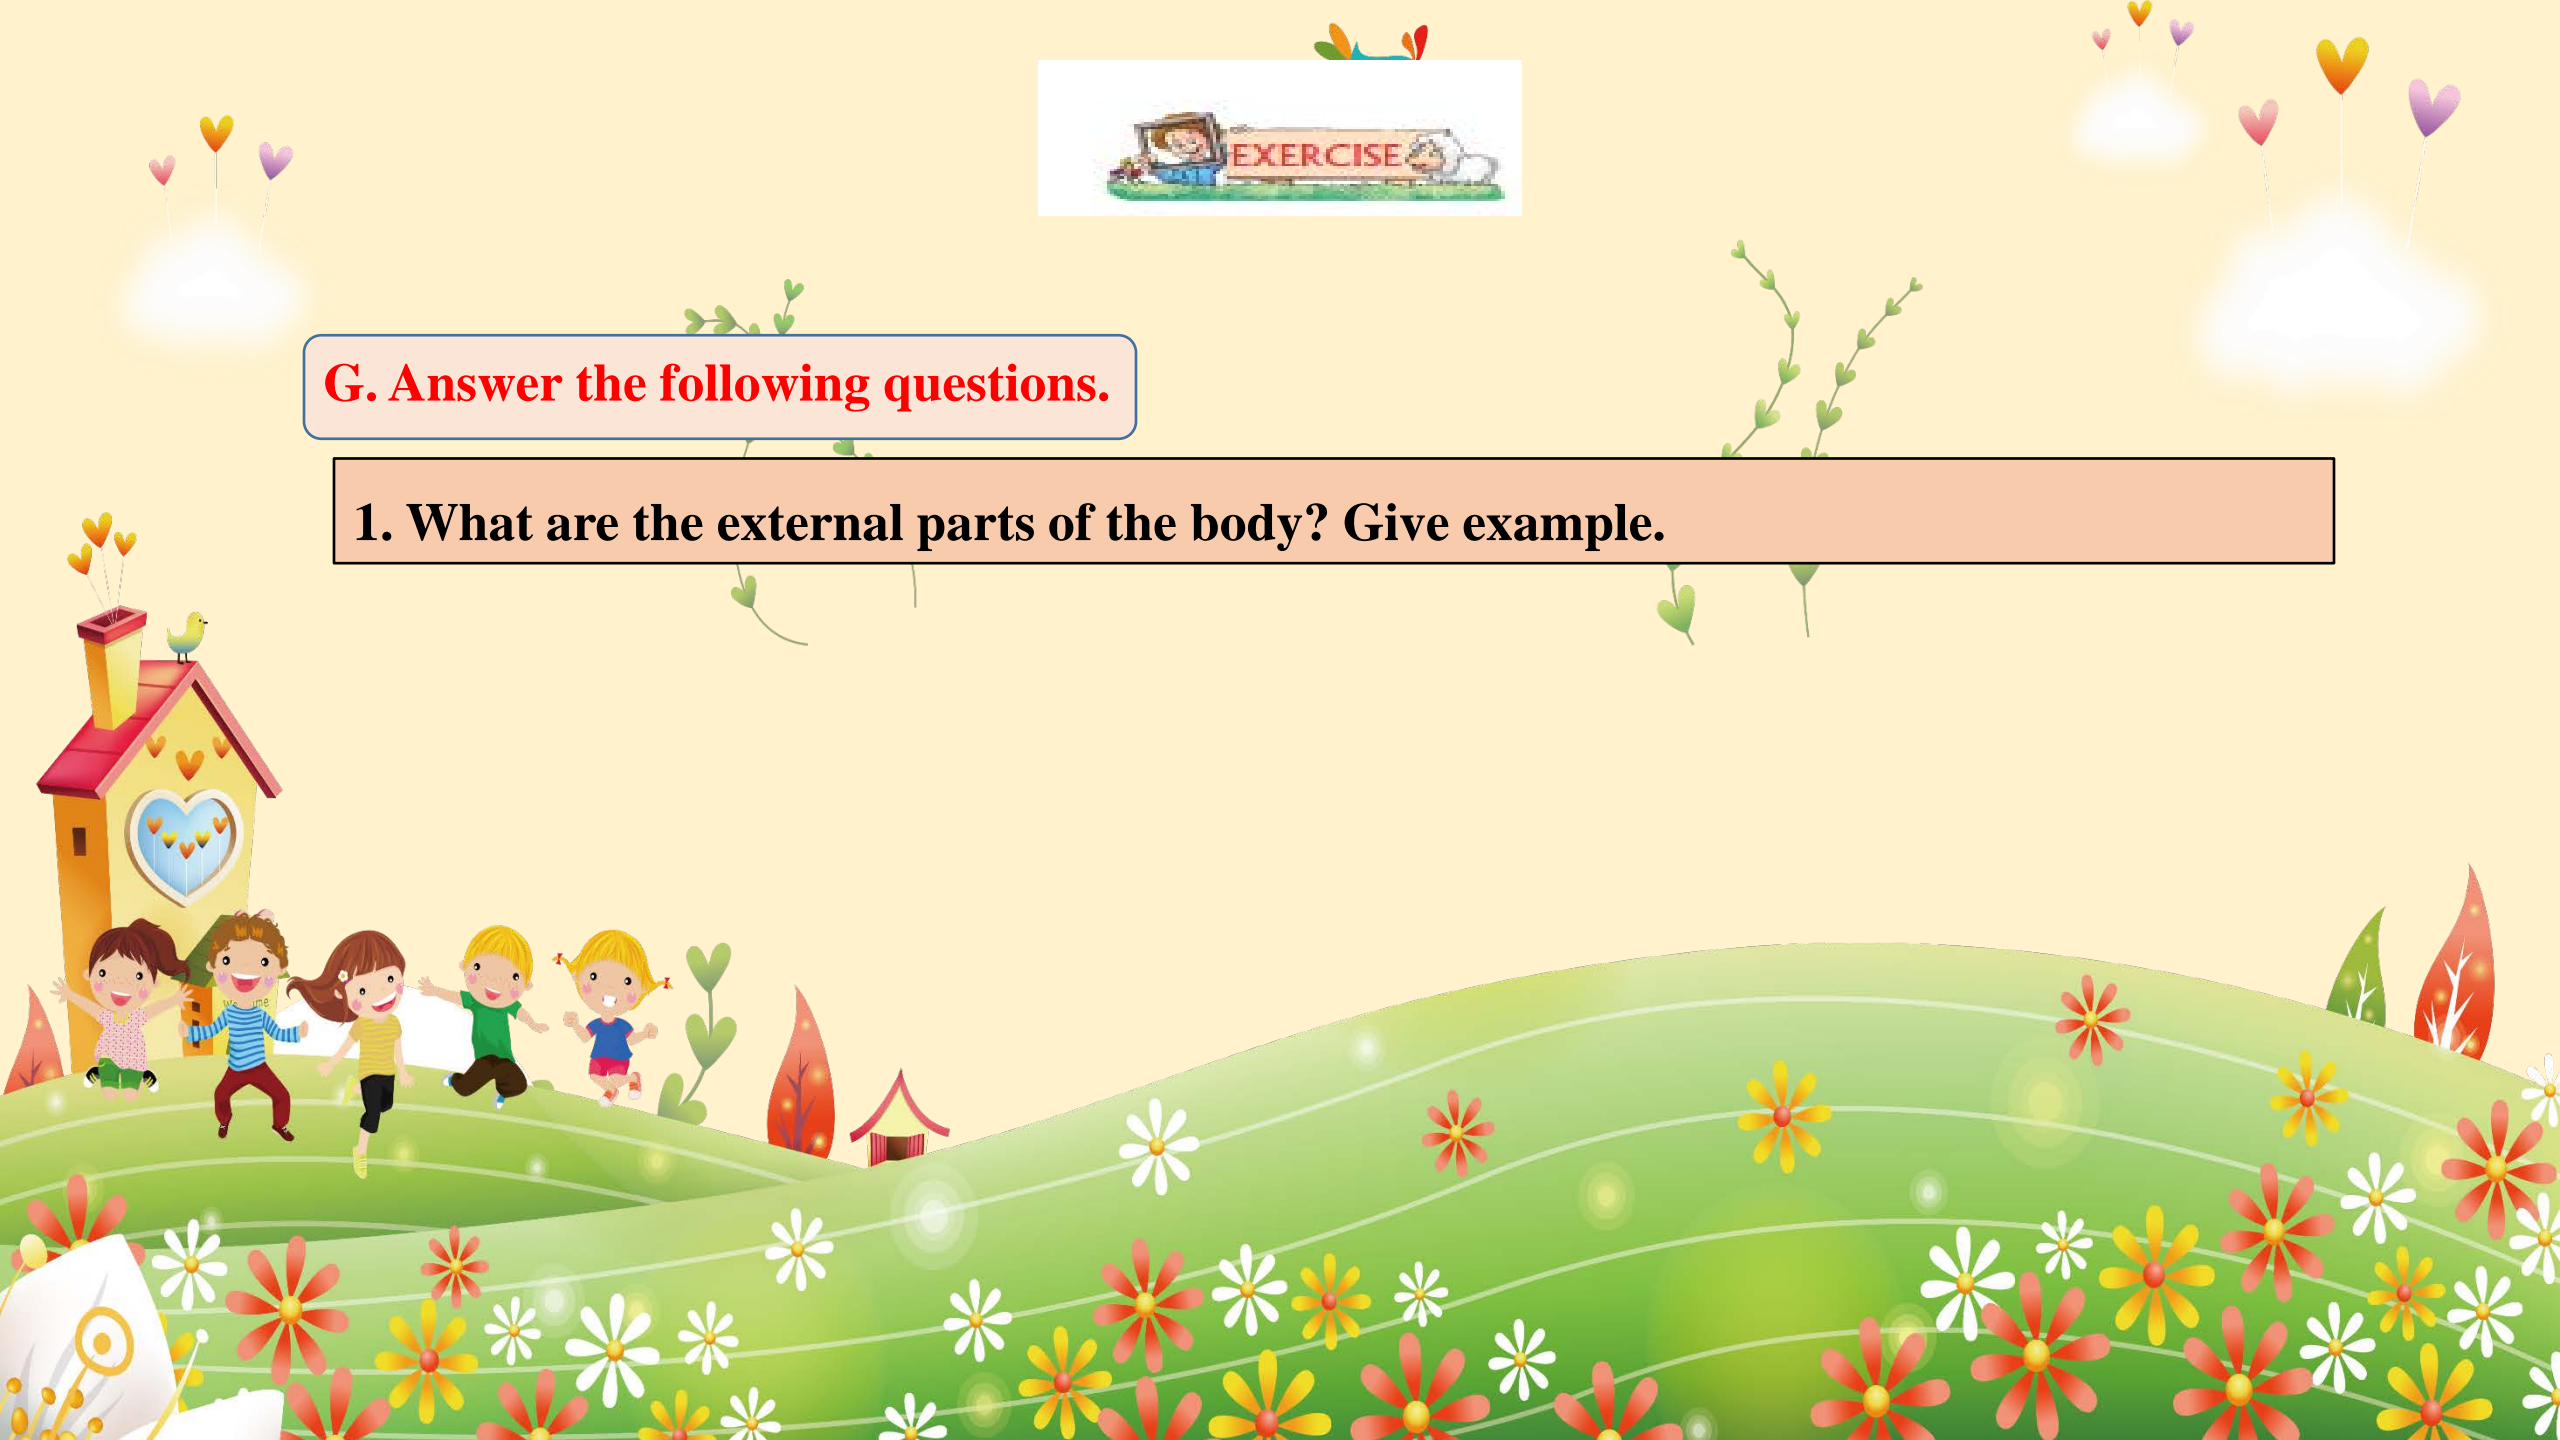 EXERCISE
G. Answer the following questions.
1. What are the external parts of the body? Give example.